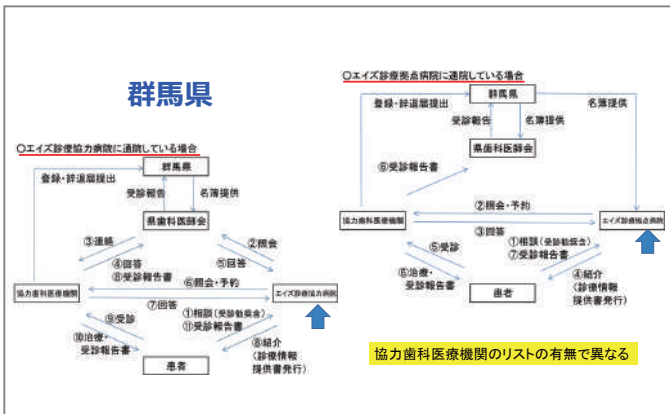 群馬県
○エイズ診療協力病院に通院している場合
群馬県
登録・辞退届提出
受診報告
名簿提供
県歯科医師会
③連絡
②照会
④回答
⑧受診報告書
⑤回答
⑥照会・予約
協力歯科医療機関
エイズ診療協力病院
⑦回答
⑨受診
①相談(受診勧奨含)
⑪受診報告書
⑩治療・
受診報告書
⑧紹介
(診療情報
提供書発行)
患者
○エイズ診療拠点病院に通院している場合
群馬県
登録・辞退届提出
名簿提供
受診報告
名簿提供
県歯科医師会
⑥受診報告書
②照会・予約
協力歯科医療機関
エイズ診療拠点病院
③回答
⑤受診
①相談(受診勧奨含)
⑦受診報告書
⑥治療・
受診報告書
④紹介
(診療情報
提供書発行)
患者
協力歯科医療機関のリストの有無で異なる